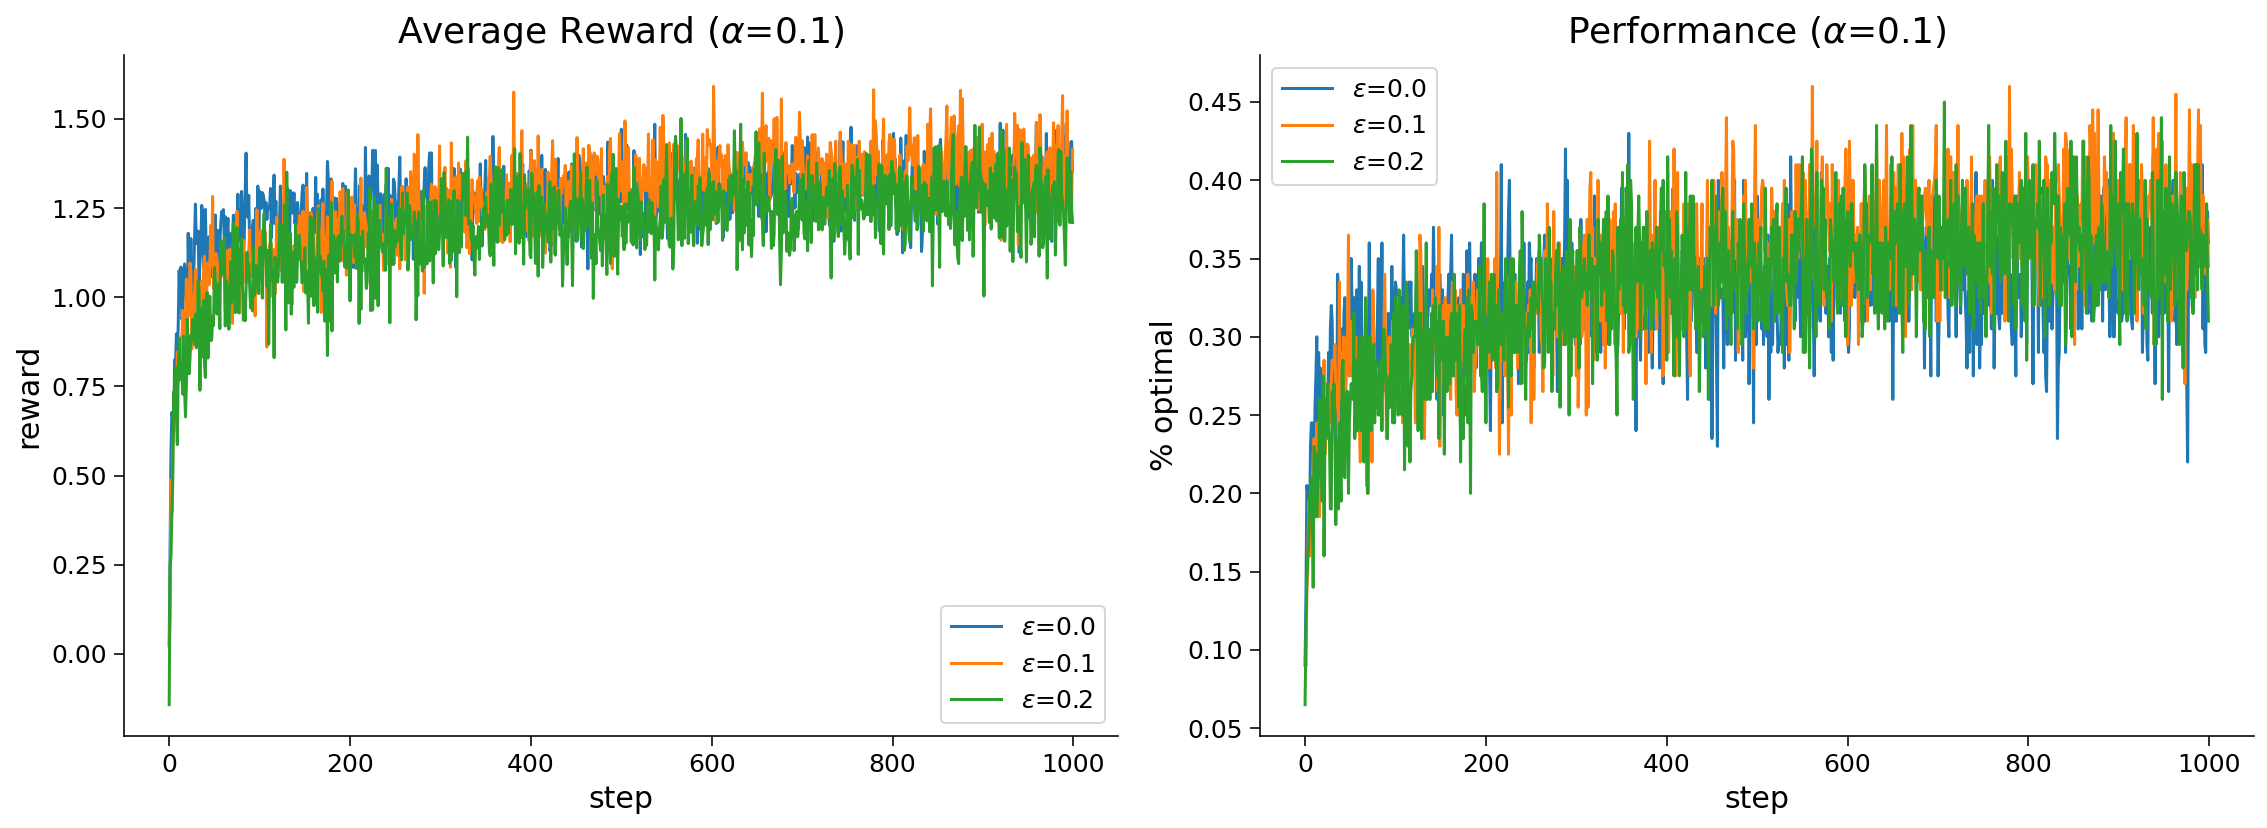 Average Reward (α=0.1)
reward
1.50
1.25
1.00
0.75
0.50
0.25
0.00
ε=0.0
ε=0.1
ε=0.2
0 200 400 600 800 1000
step
Performance (α=0.1)
% optimal
ε=0.0
ε=0.1
ε=0.2
0.45
0.40
0.35
0.30
0.25
0.20
0.15
0.10
0.05
0 200 400 600 800 1000
step